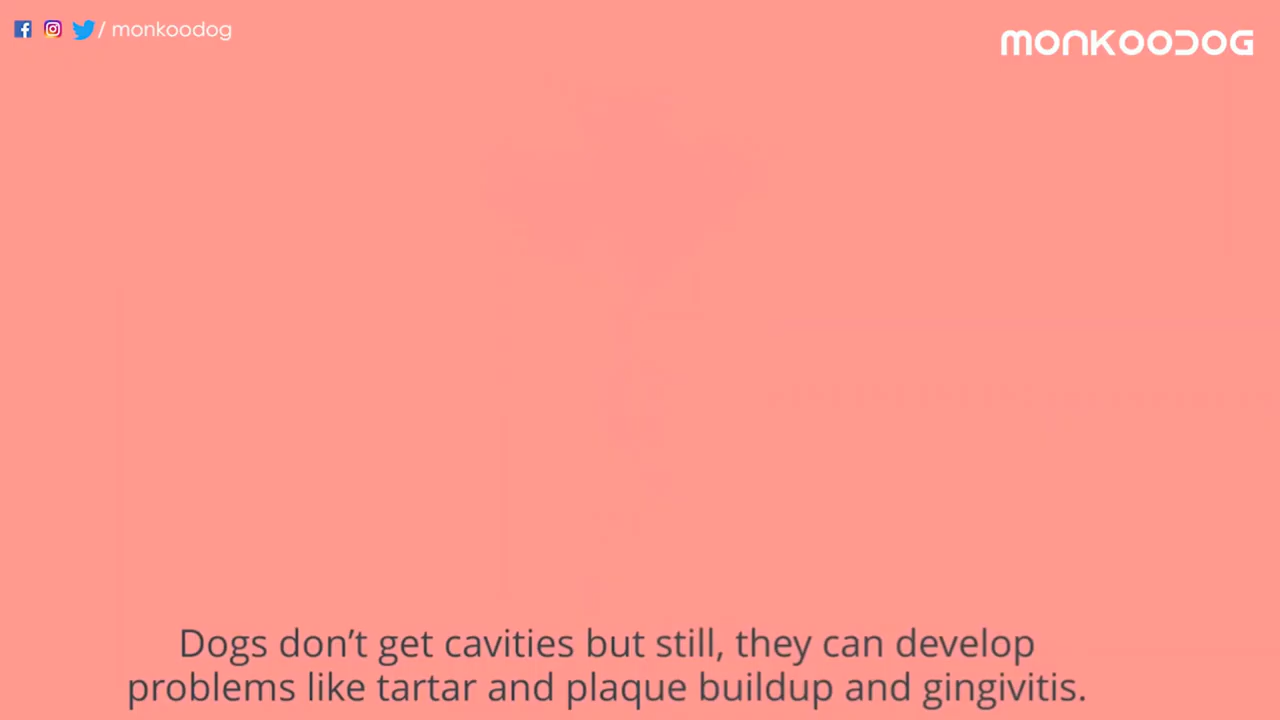 / monkoodog
MONKOODOG
Dogs don’t get cavities but still, they can develop
problems like tartar and plaque buildup and gingivitis.